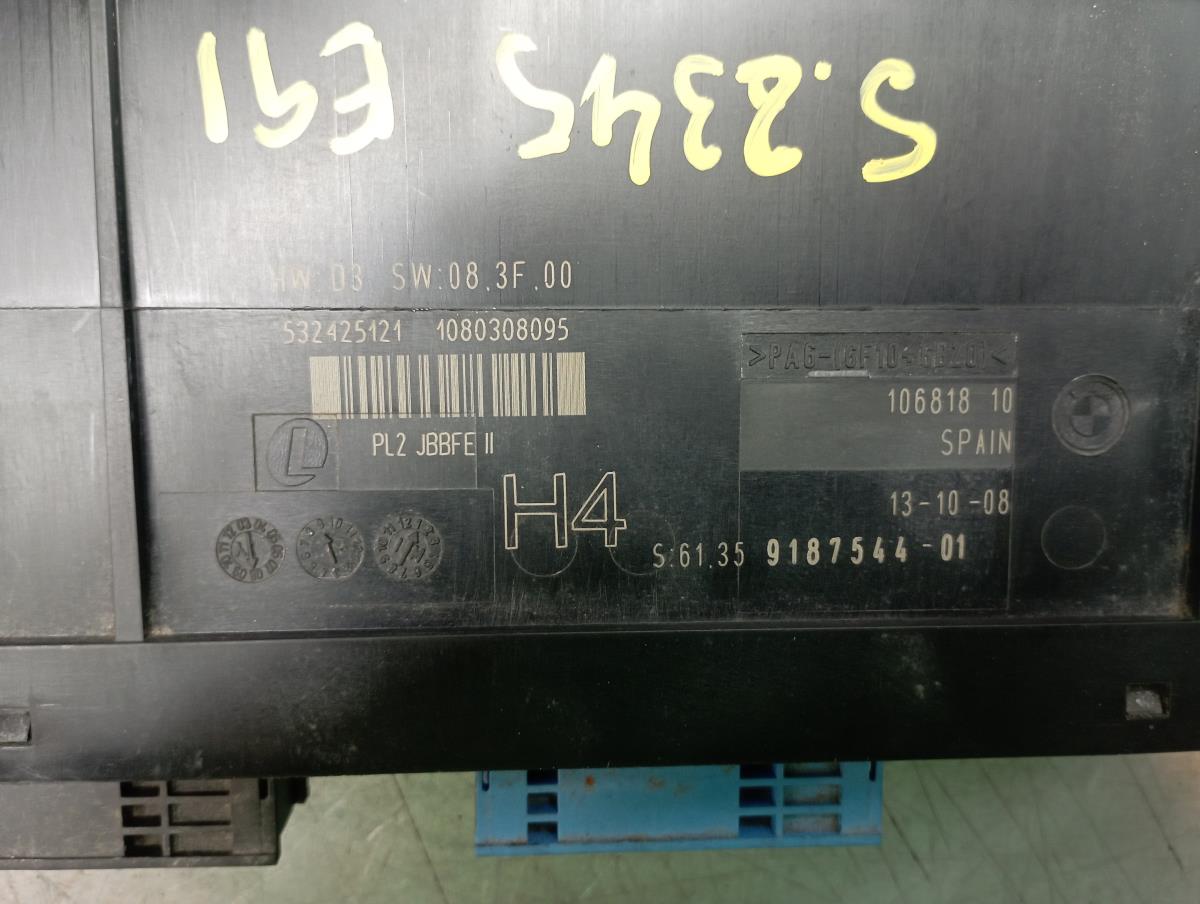 S.2345 E91
HW:03 SW:08.3F.00
532425121 1080308095
PL2 JBBFE II
H4
106818 10
SPAIN
13-10-08
S:61.35 9187544-01